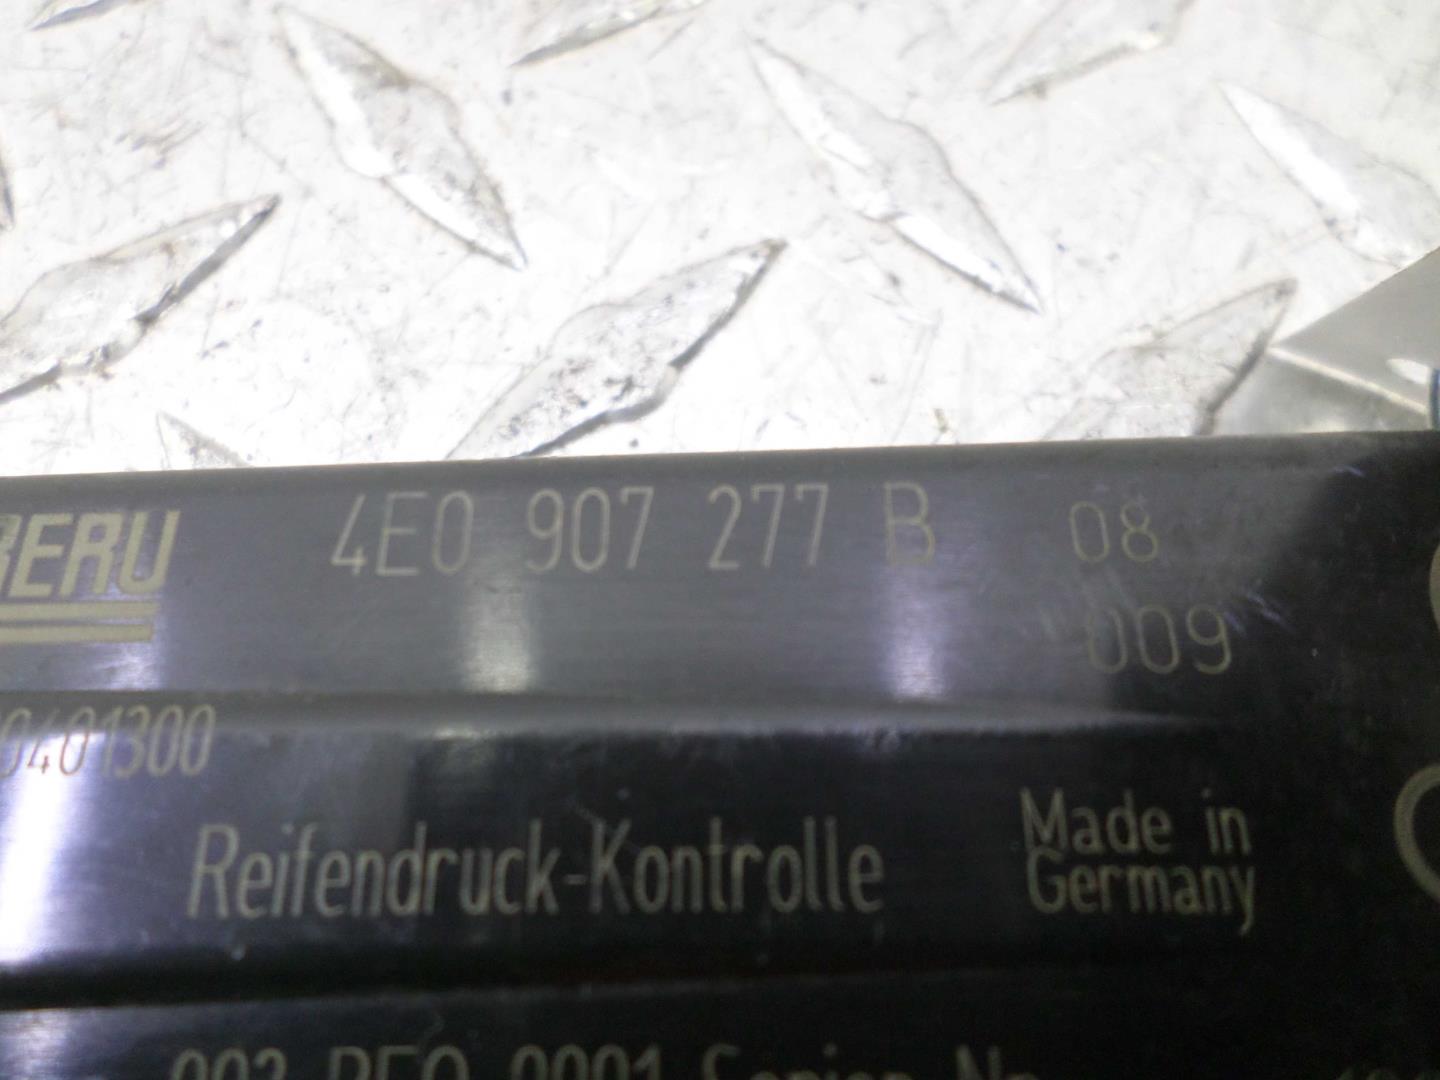 BERU 4E0 907 277 B 08
009
0401300
Reifendruck-Kontrolle
Made in
Germany